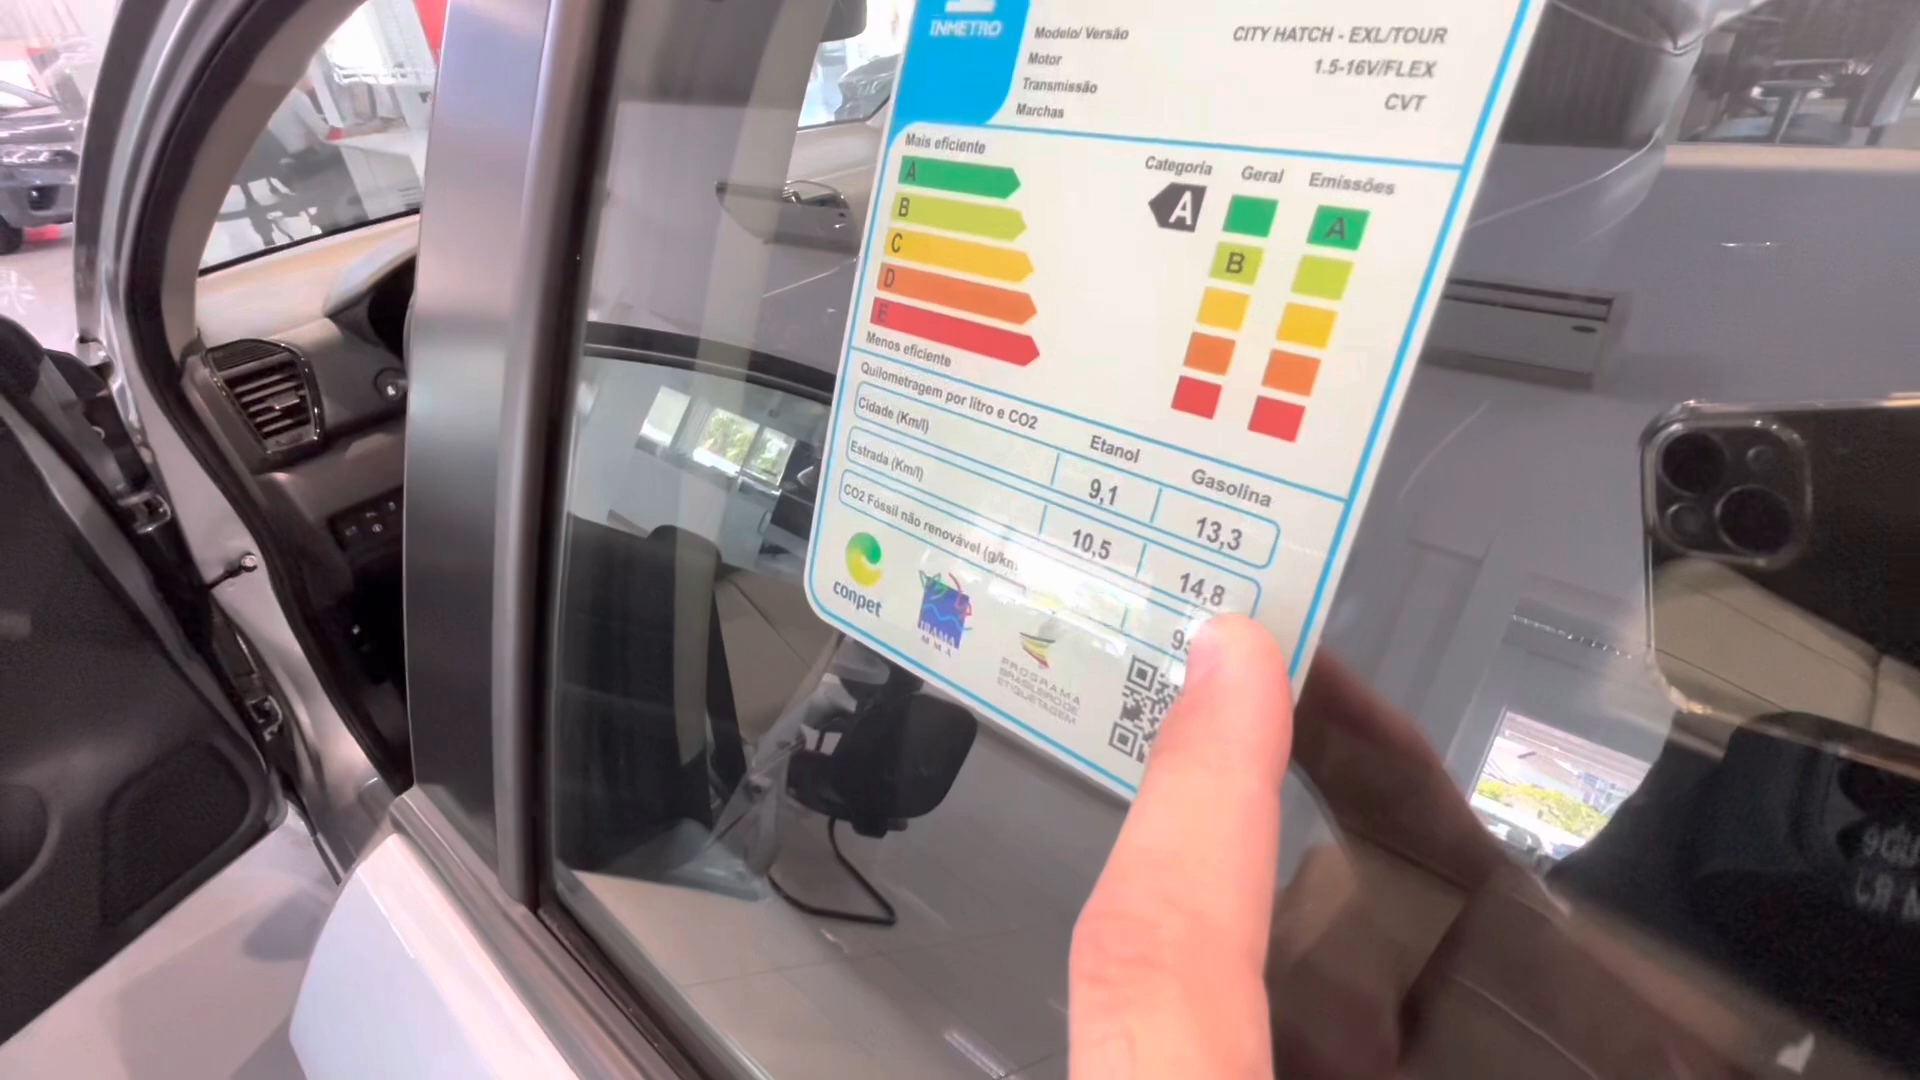 INMETRO
Modelo/ Versão CITY HATCH - EXL/TOUR
Motor 1.5-16V/FLEX
Transmissão CVT
Marchas
Mais eficiente
A
B
C
D
E
Menos eficiente
Categoria Geral Emissões
A A
B
Quilometragem por litro e CO2
Etanol Gasolina
Cidade (Km/l) 9,1 13,3
Estrada (Km/l) 10,5 14,8
CO2 Fóssil não renovável (g/km
conpet
IBAMA
M M A
PROGRAMA
BRASILEIRO DE
ETIQUETAGEM